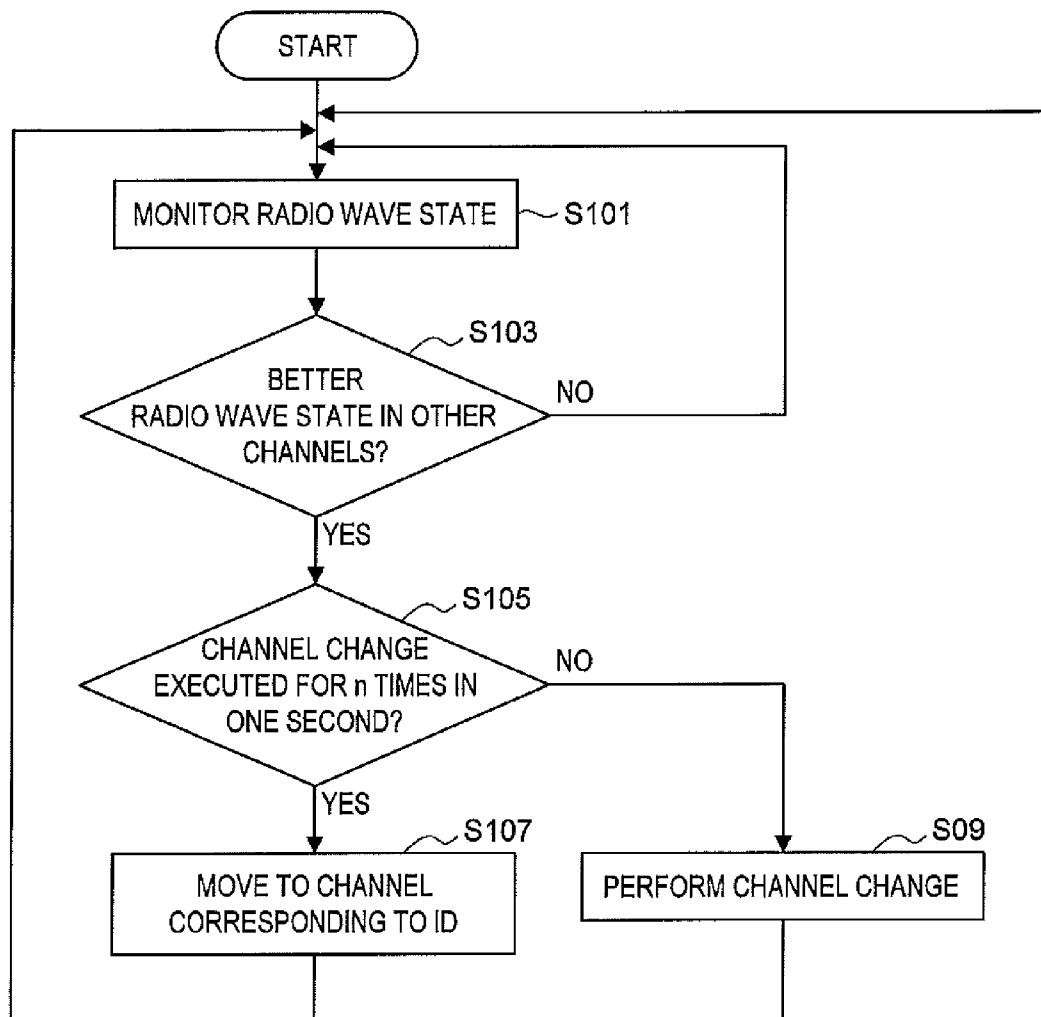 START
MONITOR RADIO WAVE STATE
S101
S103
BETTER
RADIO WAVE STATE IN OTHER
CHANNELS?
NO
YES
S105
CHANNEL CHANGE
EXECUTED FOR n TIMES IN
ONE SECOND?
NO
YES
S107
MOVE TO CHANNEL
CORRESPONDING TO ID
S09
PERFORM CHANNEL CHANGE